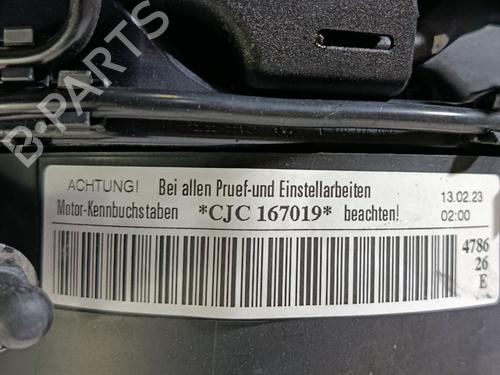 B-PARTS
ACHTUNG! Bei allen Pruef-und Einstellarbeiten 13.02.23
Motor-Kennbuchstaben *CJC 167019* beachten! 02:00
4786
26
E